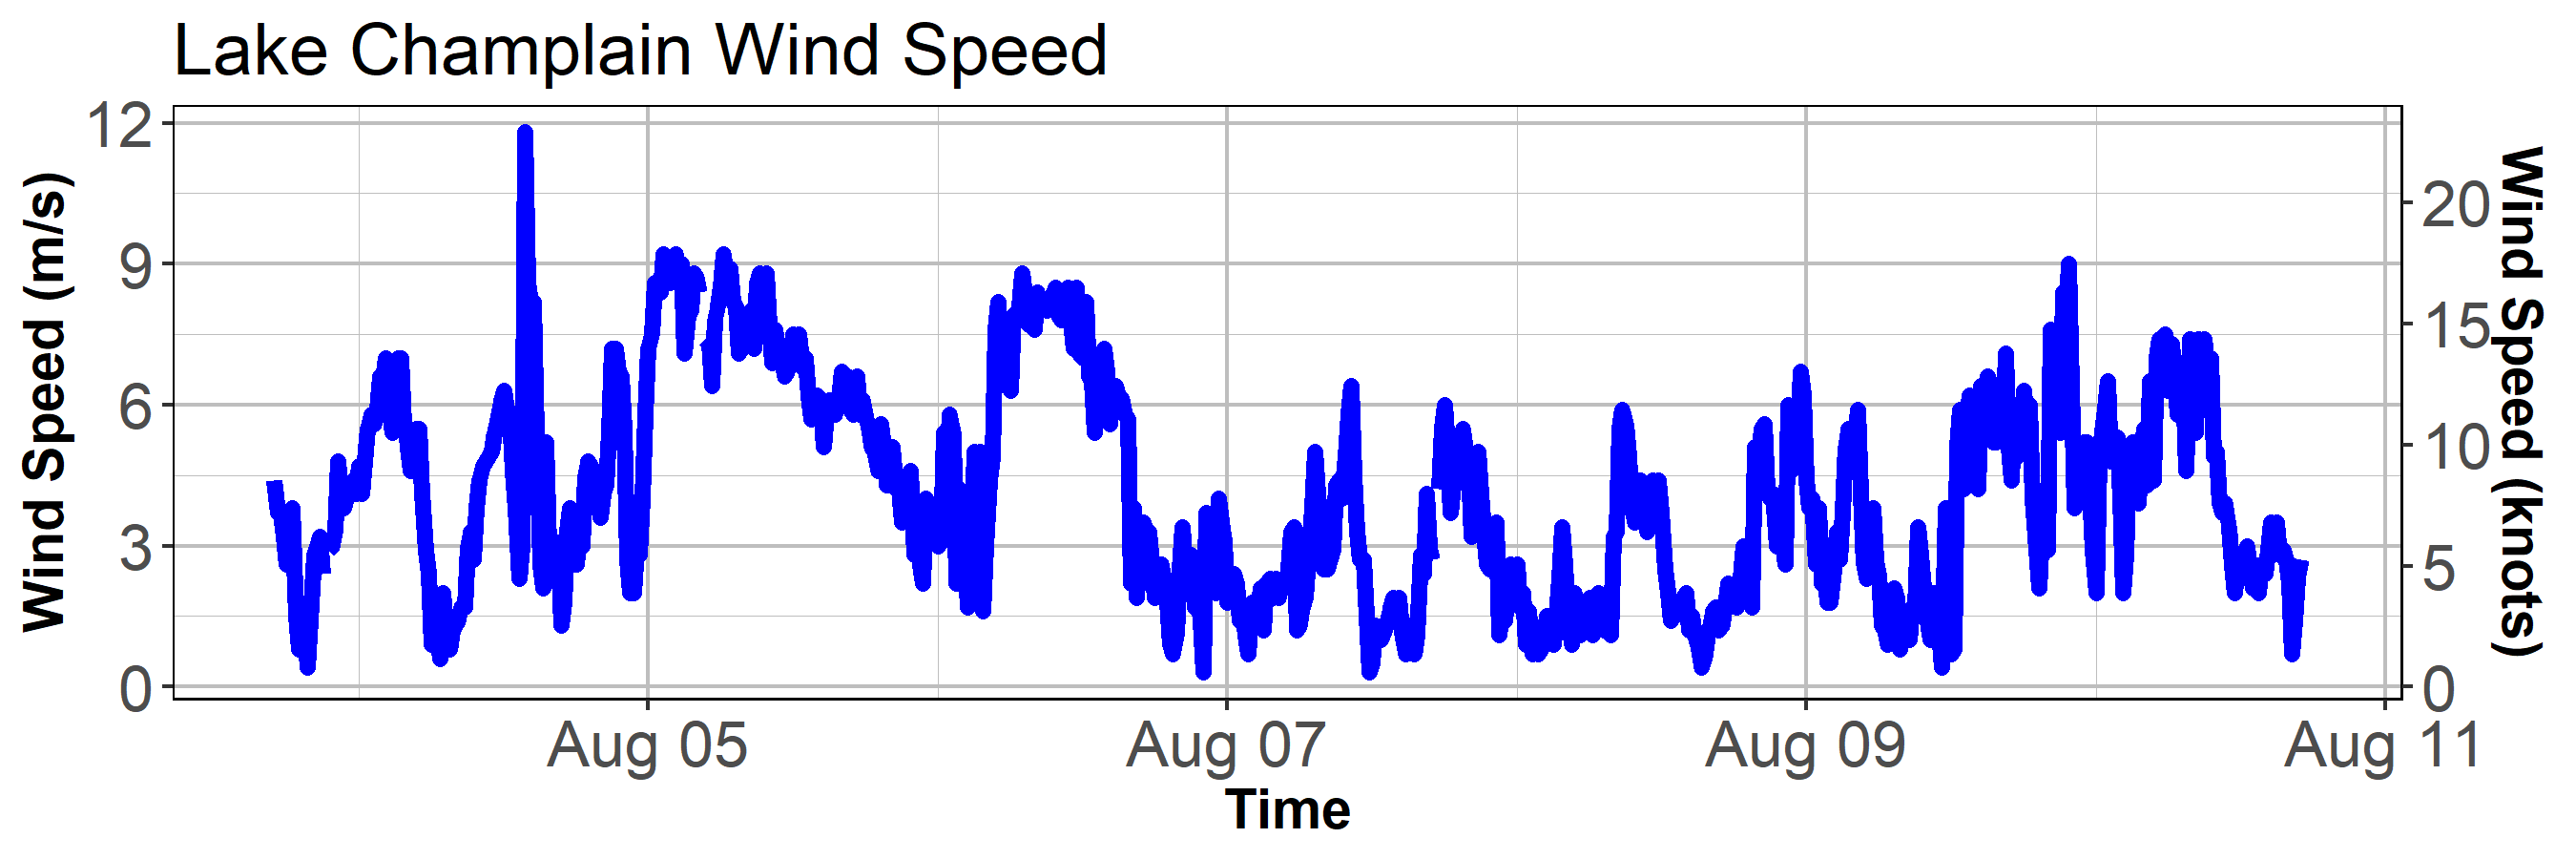 Lake Champlain Wind Speed
12
9
6
3
0
Wind Speed (m/s)
20
15
10
5
0
Wind Speed (knots)
Aug 05 Aug 07 Aug 09 Aug 11
Time